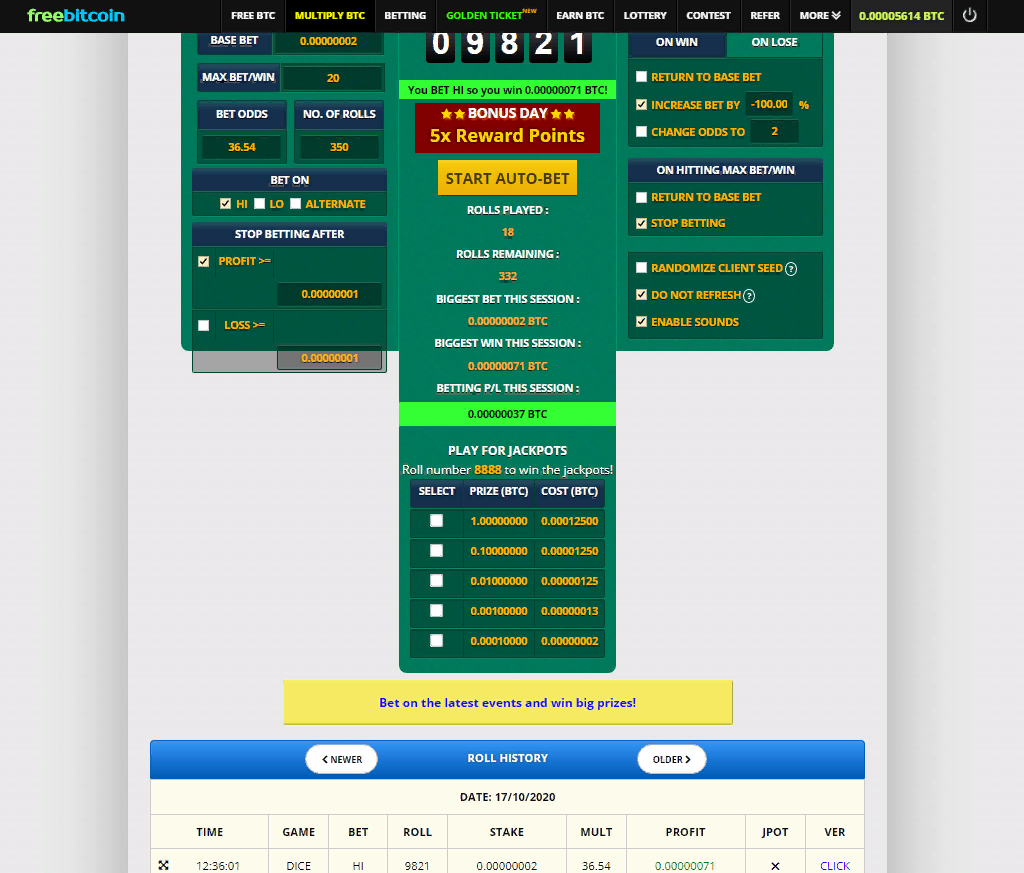 freebitcoin
FREE BTC MULTIPLY BTC BETTING GOLDEN TICKET NEW EARN BTC LOTTERY CONTEST REFER MORE 0.00005614 BTC
BASE BET 0.00000002
MAX BET/WIN 20
BET ODDS NO. OF ROLLS
36.54 350
BET ON
HI LO ALTERNATE
STOP BETTING AFTER
PROFIT >=
0.00000001
LOSS >=
0.00000001
0 9 8 2 1
You BET HI so you win 0.00000071 BTC!
BONUS DAY
5x Reward Points
START AUTO-BET
ROLLS PLAYED :
18
ROLLS REMAINING :
332
BIGGEST BET THIS SESSION :
0.00000002 BTC
BIGGEST WIN THIS SESSION :
0.00000071 BTC
BETTING P/L THIS SESSION :
0.00000037 BTC
PLAY FOR JACKPOTS
Roll number 8888 to win the jackpots!
SELECT PRIZE (BTC) COST (BTC)
1.00000000 0.00012500
0.10000000 0.00001250
0.01000000 0.00000125
0.00100000 0.00000013
0.00010000 0.00000002
ON WIN ON LOSE
RETURN TO BASE BET
INCREASE BET BY -100.00 %
CHANGE ODDS TO 2
ON HITTING MAX BET/WIN
RETURN TO BASE BET
STOP BETTING
RANDOMIZE CLIENT SEED ?
DO NOT REFRESH ?
ENABLE SOUNDS
Bet on the latest events and win big prizes!
NEWER ROLL HISTORY OLDER
DATE: 17/10/2020
TIME GAME BET ROLL STAKE MULT PROFIT JPOT VER
12:36:01 DICE HI 9821 0.00000002 36.54 0.00000071 ✕ CLICK